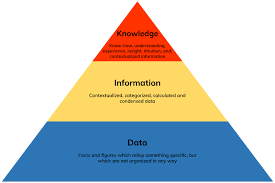 Knowledge
Know-how, understanding,
experience, insight, intuition, and
contextualized information
Information
Contextualized, categorized, calculated and
condensed data
Data
Facts and figures which relay something specific, but
which are not organized in any way